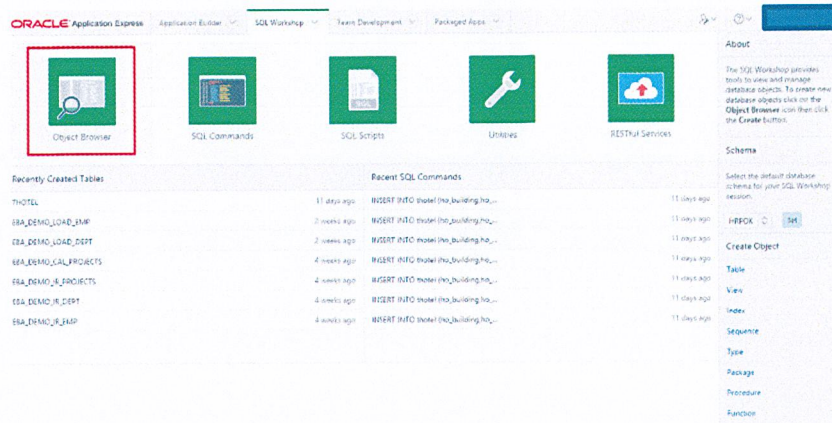 ORACLE Application Express Application Builder SQL Workshop Team Development Packaged Apps
Object Browser
SQL Commands
SQL
SQL Scripts
Utilities
RESTful Services
Recently Created Tables
THOTEL 11 days ago
EBA_DEMO_LOAD_EMP 2 weeks ago
EBA_DEMO_LOAD_DEPT 2 weeks ago
EBA_DEMO_CAL_PROJECTS 4 weeks ago
EBA_DEMO_IR_PROJECTS 4 weeks ago
EBA_DEMO_IR_DEPT 4 weeks ago
EBA_DEMO_IR_EMP 4 weeks ago
Recent SQL Commands
INSERT INTO thotel (ho_building,ho_... 11 days ago
INSERT INTO thotel (ho_building,ho_... 11 days ago
INSERT INTO thotel (ho_building,ho_... 11 days ago
INSERT INTO thotel (ho_building,ho_... 11 days ago
INSERT INTO thotel (ho_building,ho_... 11 days ago
INSERT INTO thotel (ho_building,ho_... 11 days ago
INSERT INTO thotel (ho_building,ho_... 11 days ago
About
The SQL Workshop provides
tools to view and manage
database objects. To create new
database objects click on the
Object Browser icon then click
the Create button.
Schema
Select the default database
schema for your SQL Workshop
session.
Set
Create Object
Table
View
Index
Sequence
Type
Package
Procedure
Function